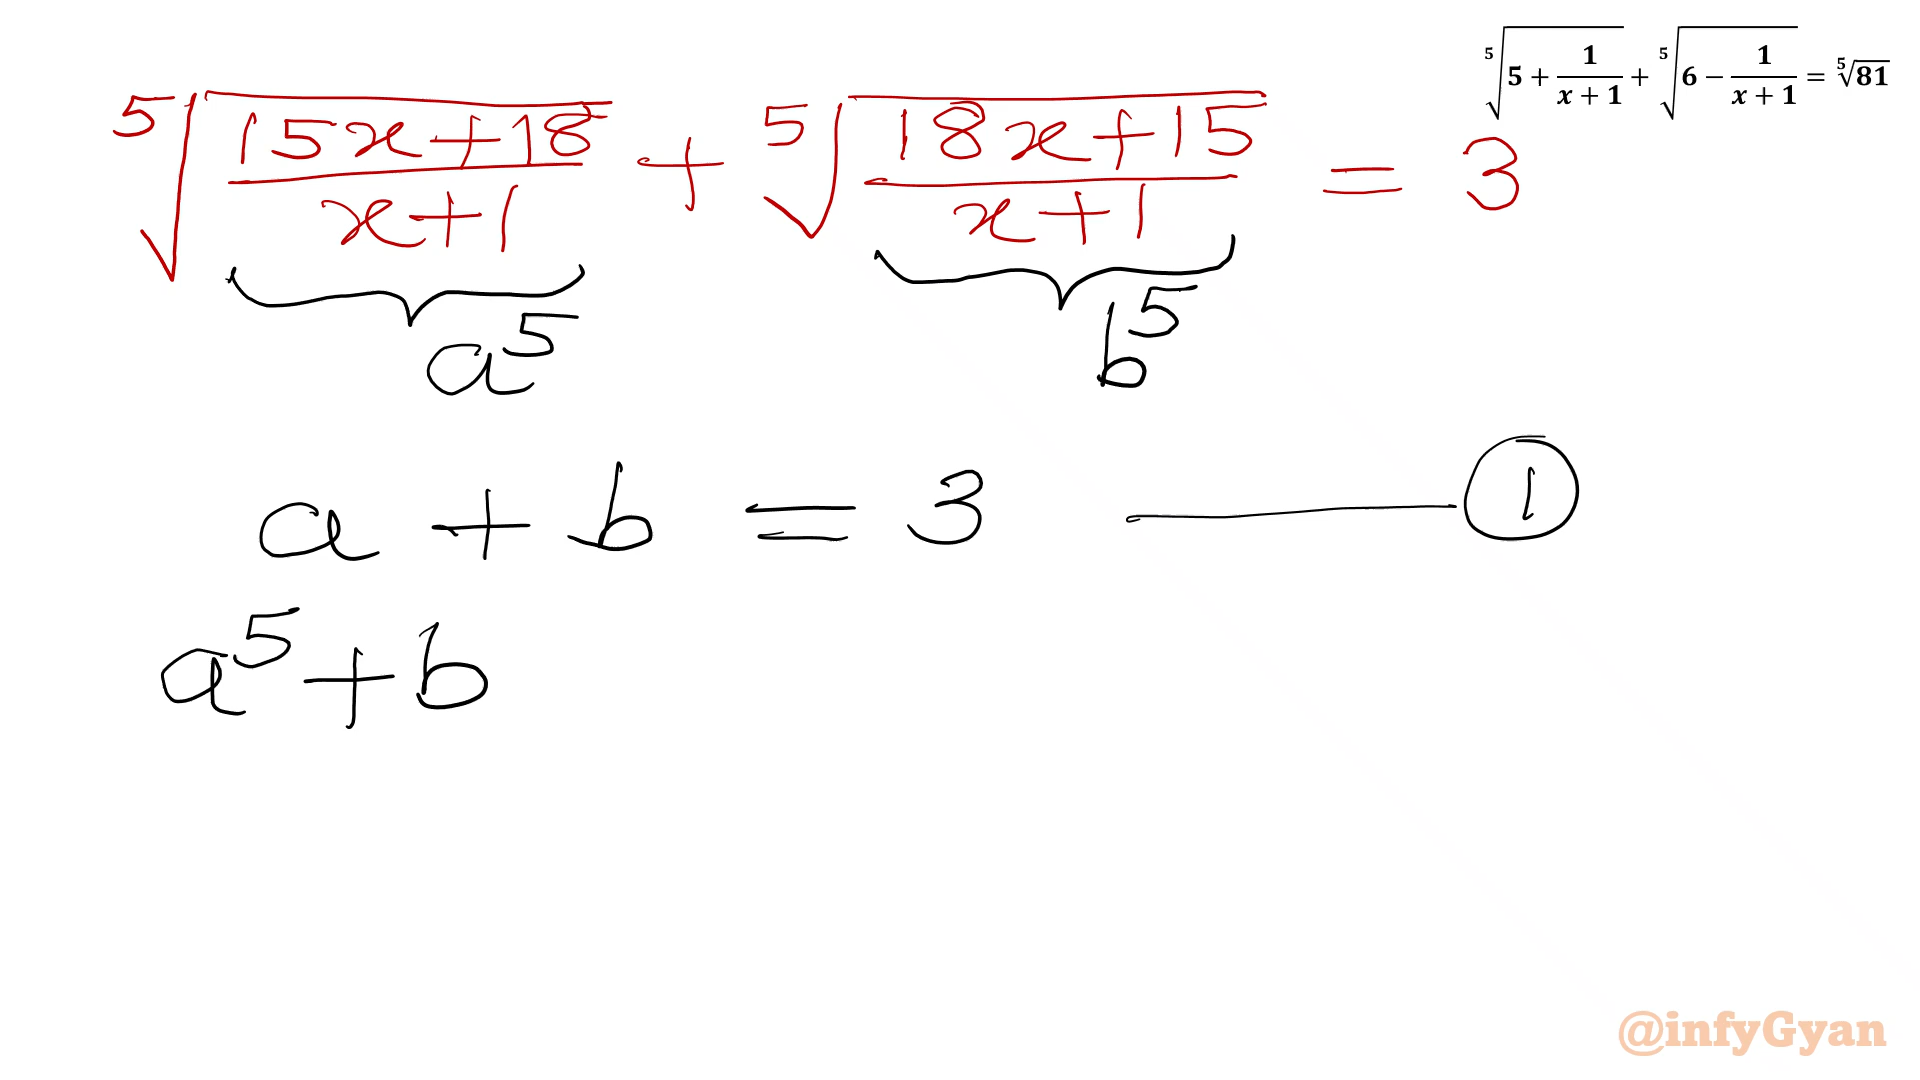 ⁵√(5 + 1/(x + 1)) + ⁵√(6 − 1/(x + 1)) = ⁵√81
⁵√((15x+18)/(x+1)) + ⁵√((18x+15)/(x+1)) = 3
a⁵ b⁵
a + b = 3 —— ①
a⁵ + b
@infyGyan